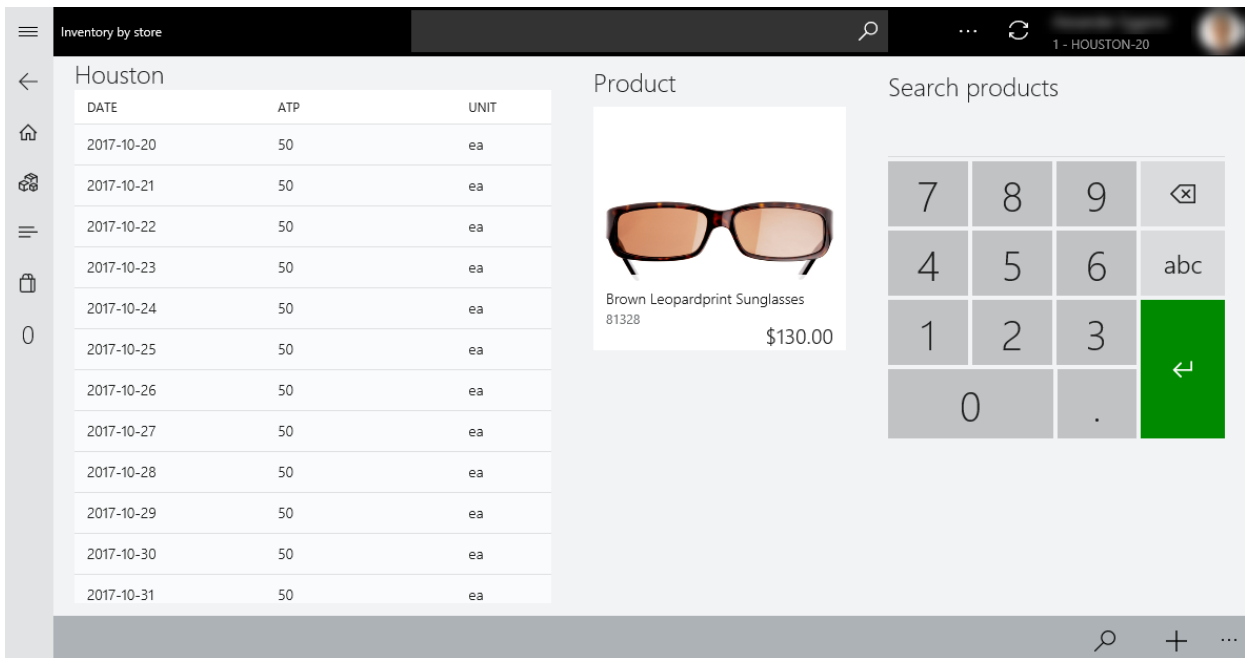 Inventory by store
1 - HOUSTON-20
0
Houston
DATE ATP UNIT
2017-10-20 50 ea
2017-10-21 50 ea
2017-10-22 50 ea
2017-10-23 50 ea
2017-10-24 50 ea
2017-10-25 50 ea
2017-10-26 50 ea
2017-10-27 50 ea
2017-10-28 50 ea
2017-10-29 50 ea
2017-10-30 50 ea
2017-10-31 50 ea
Product
Brown Leopardprint Sunglasses
81328
$130.00
Search products
7 8 9
4 5 6 abc
1 2 3
0 .